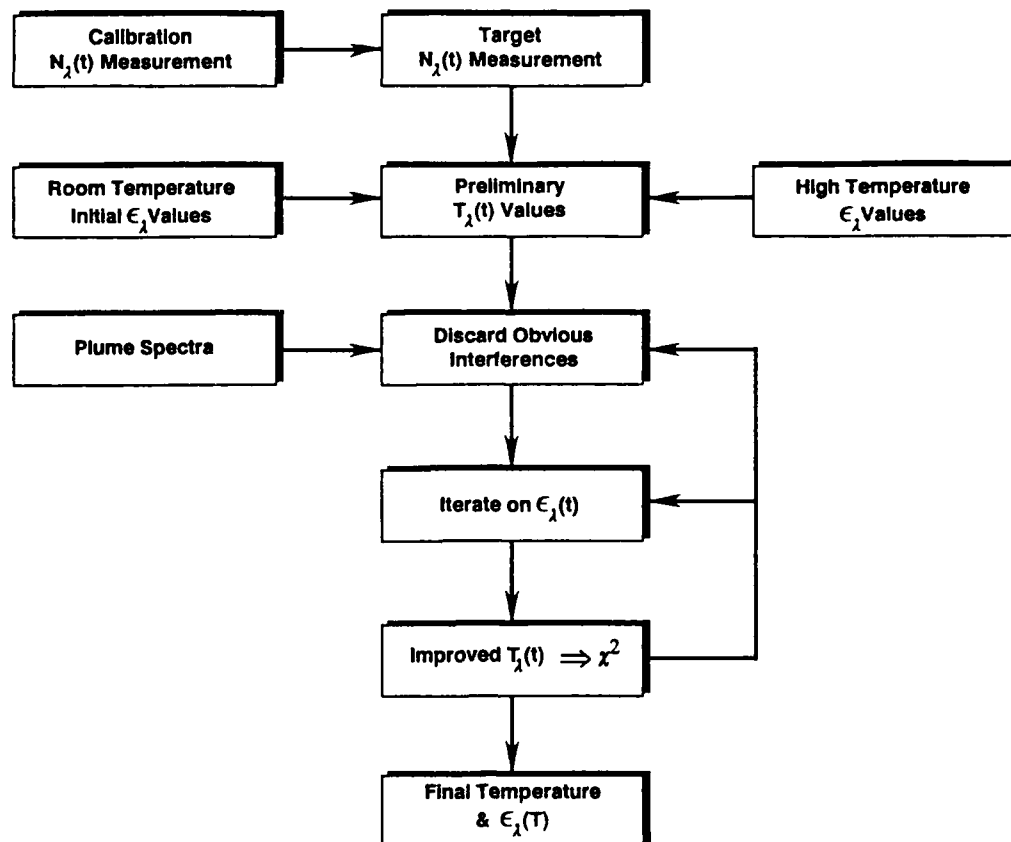 Calibration
N_λ(t) Measurement
Target
N_λ(t) Measurement
Room Temperature
Initial ϵ_λ Values
Preliminary
T_λ(t) Values
High Temperature
ϵ_λ Values
Plume Spectra
Discard Obvious
Interferences
Iterate on ϵ_λ(t)
Improved T_λ(t) ⇒ χ²
Final Temperature
& ϵ_λ(T)